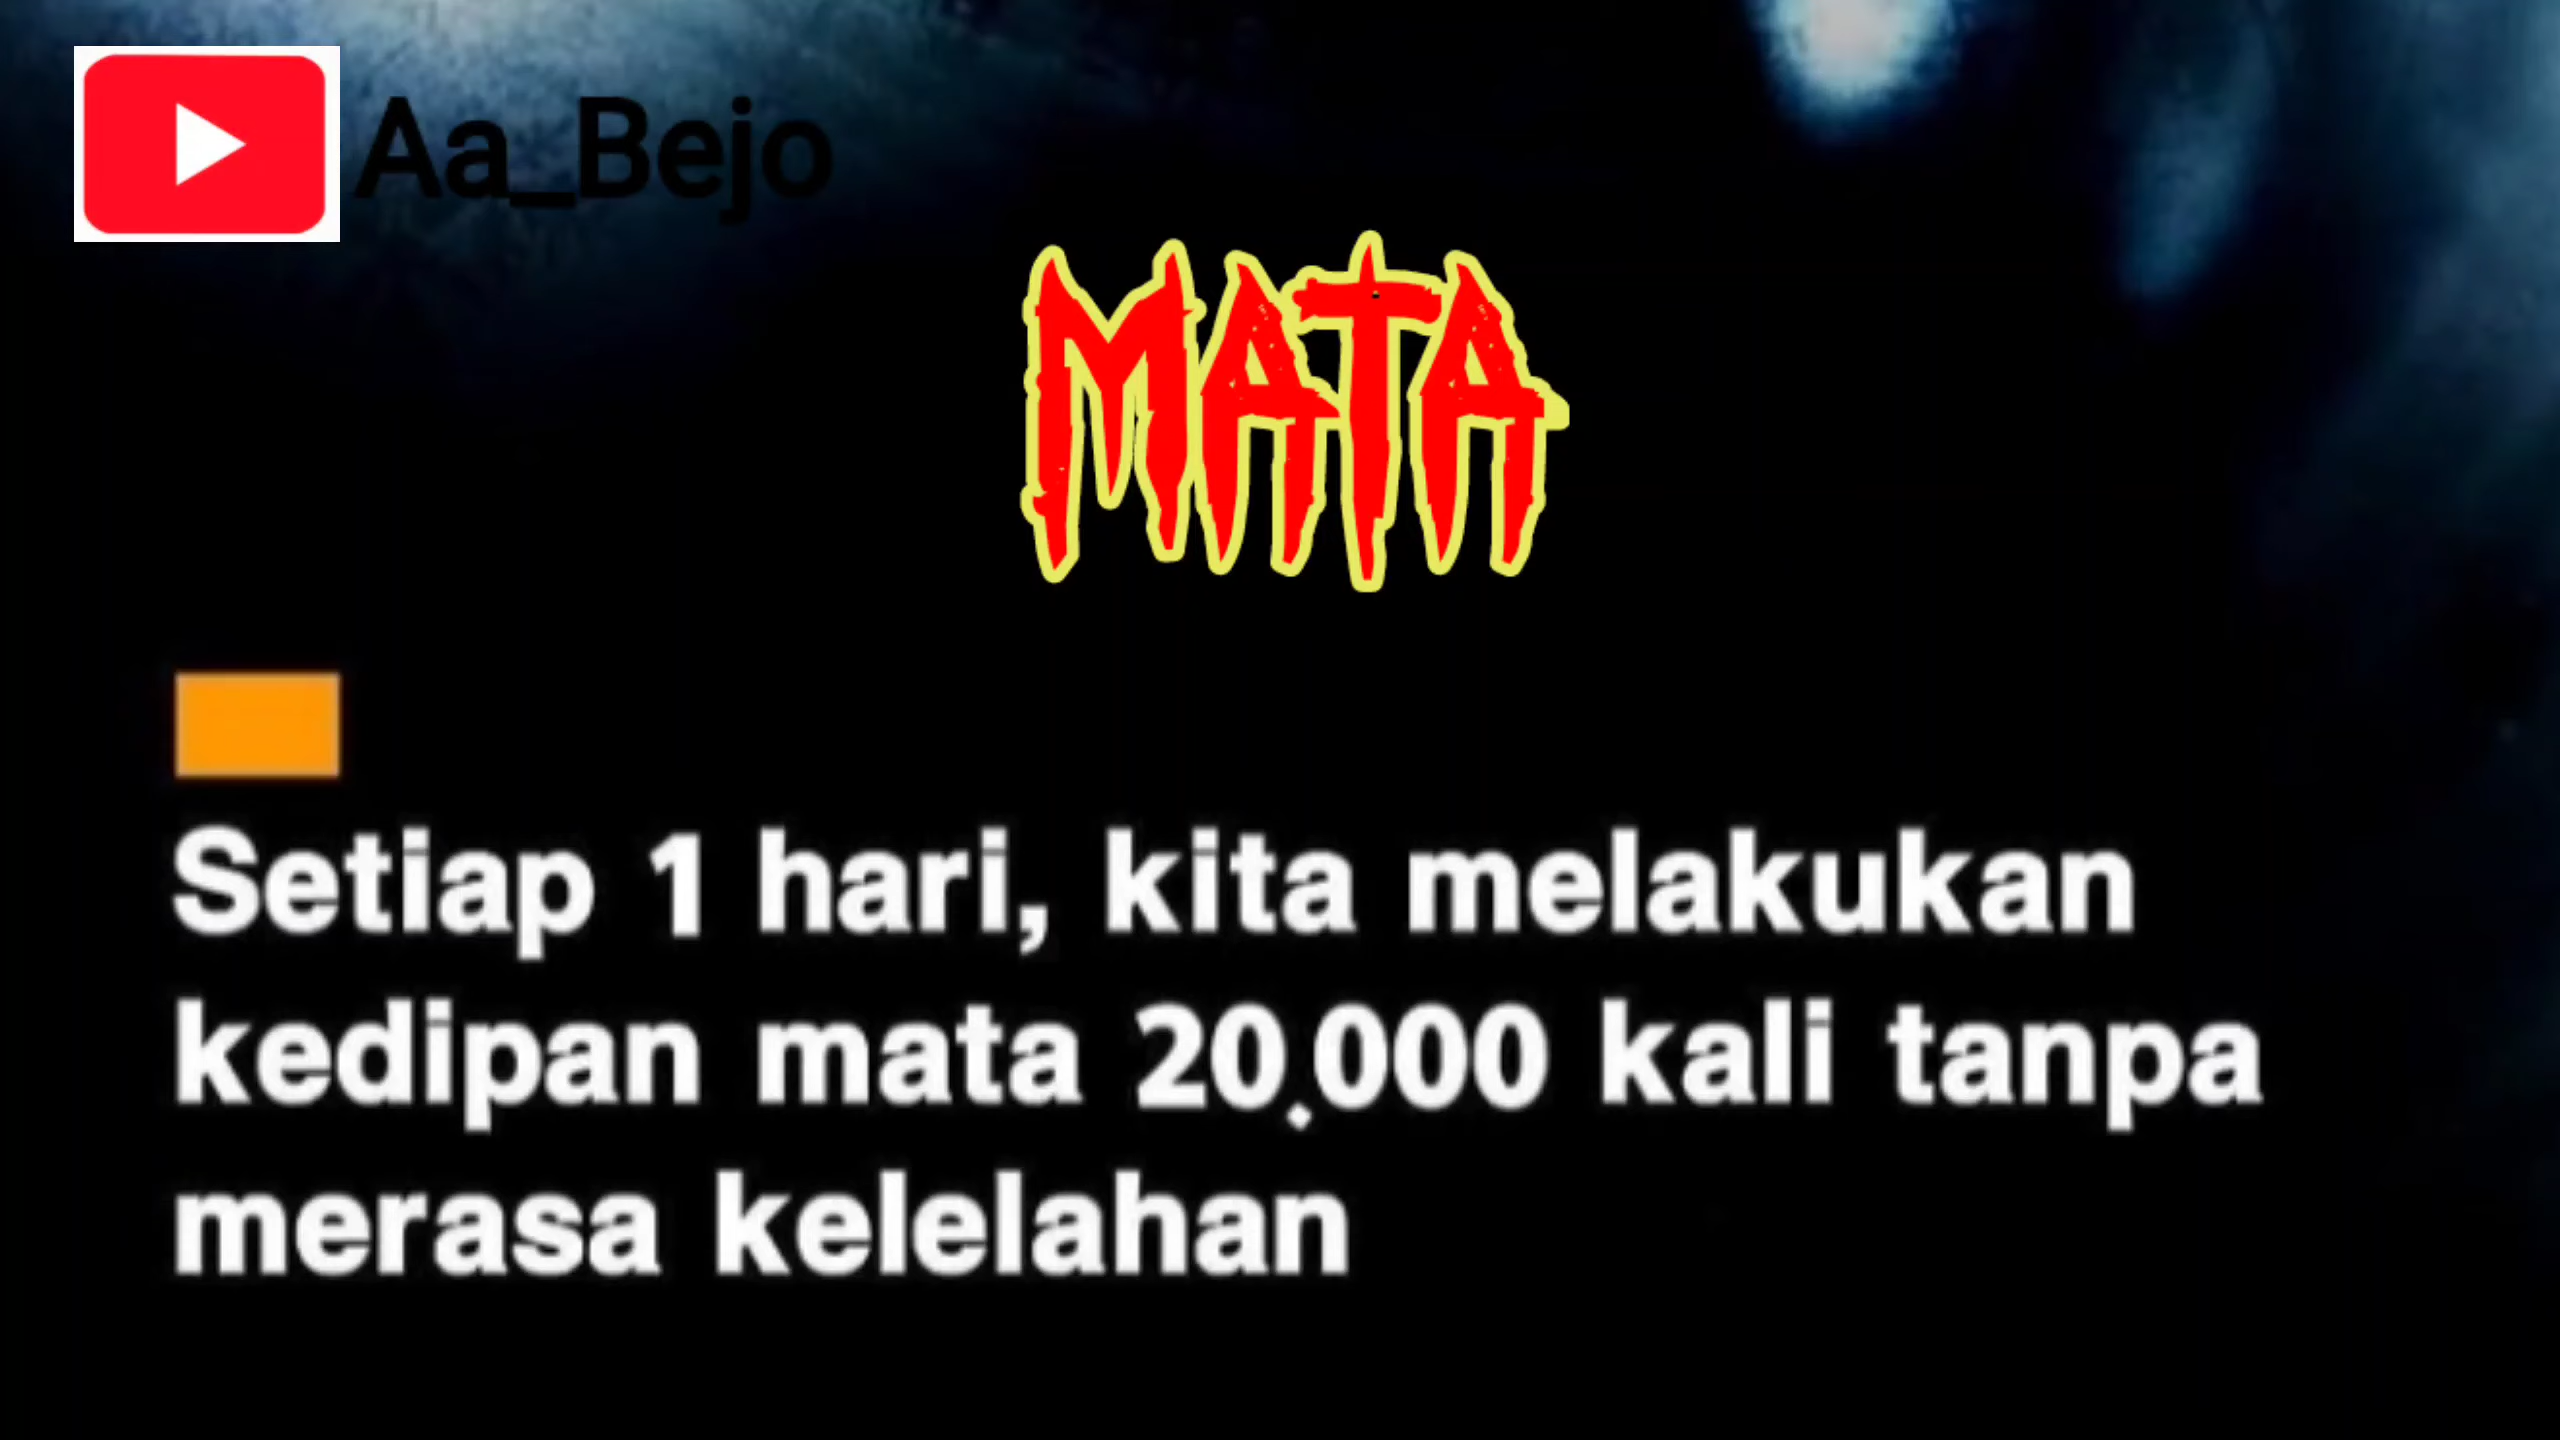 Aa_Bejo
MATA
Setiap 1 hari, kita melakukan
kedipan mata 20.000 kali tanpa
merasa kelelahan